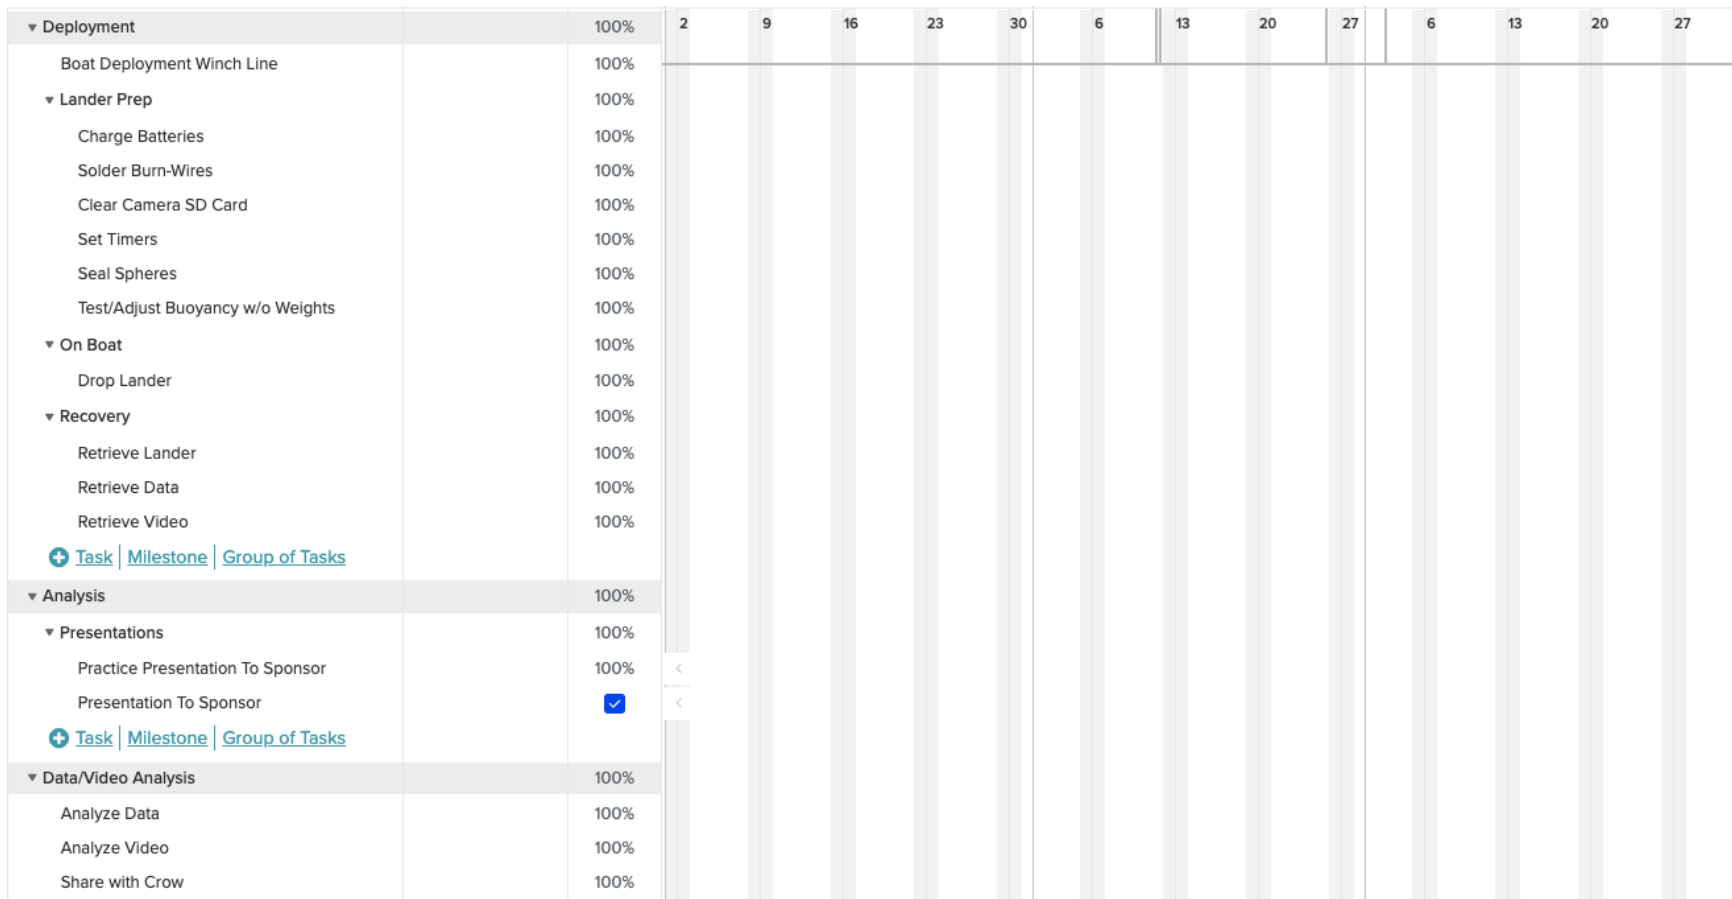 Deployment 100% 2 9 16 23 30 6 13 20 27 6 13 20 27
Boat Deployment Winch Line 100%
Lander Prep 100%
Charge Batteries 100%
Solder Burn-Wires 100%
Clear Camera SD Card 100%
Set Timers 100%
Seal Spheres 100%
Test/Adjust Buoyancy w/o Weights 100%
On Boat 100%
Drop Lander 100%
Recovery 100%
Retrieve Lander 100%
Retrieve Data 100%
Retrieve Video 100%
Task Milestone Group of Tasks
Analysis 100%
Presentations 100%
Practice Presentation To Sponsor 100%
Presentation To Sponsor
Task Milestone Group of Tasks
Data/Video Analysis 100%
Analyze Data 100%
Analyze Video 100%
Share with Crow 100%